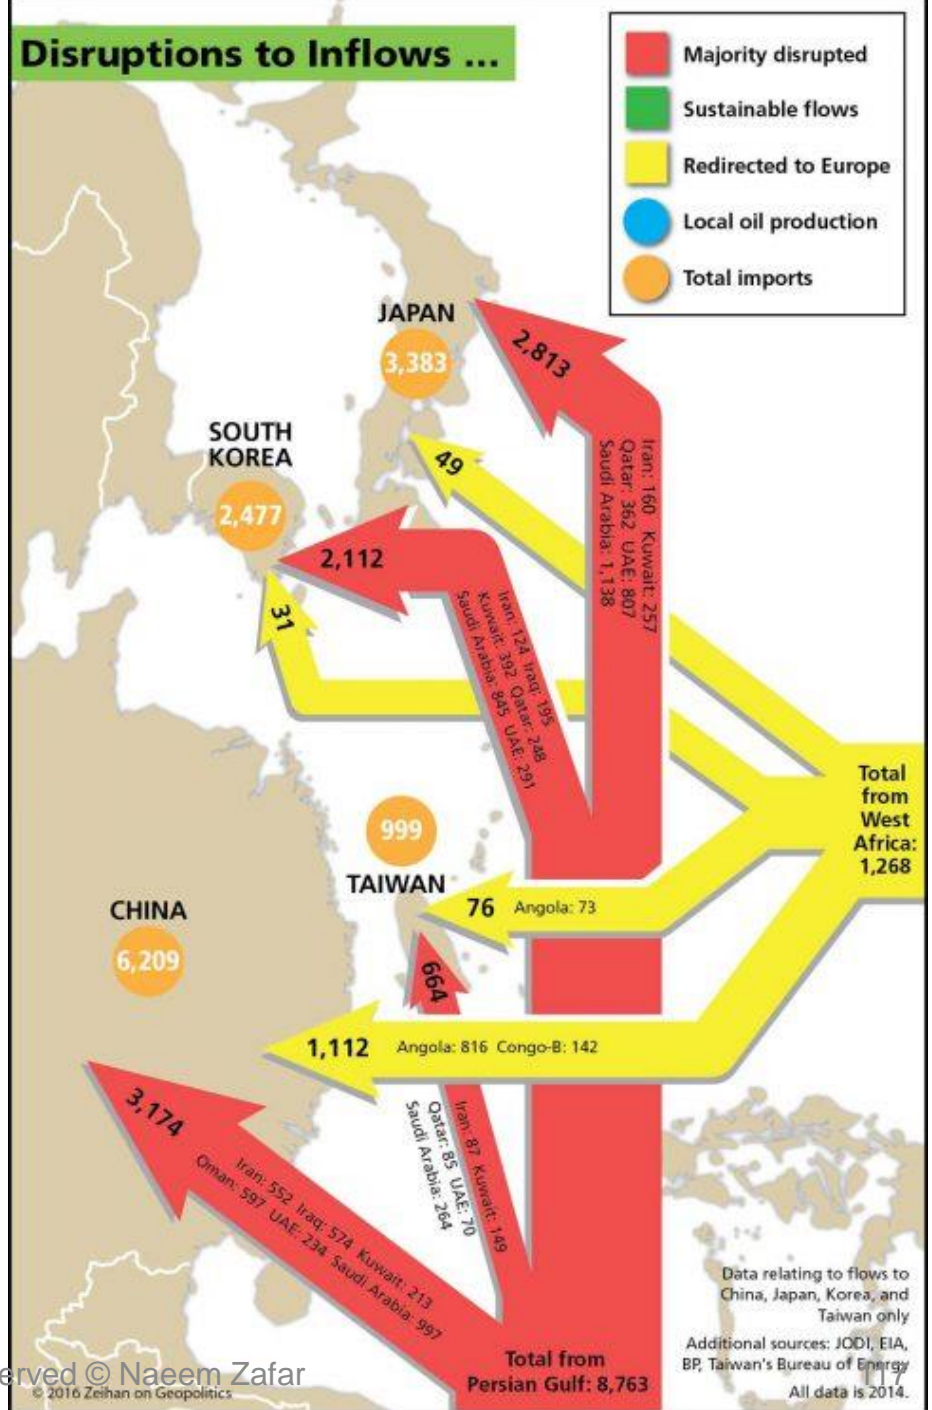 Disruptions to Inflows ...
Majority disrupted
Sustainable flows
Redirected to Europe
Local oil production
Total imports
JAPAN
3,383
2,813
Iran: 160 Kuwait: 257
Qatar: 362 UAE: 807
Saudi Arabia: 1,138
SOUTH
KOREA
2,477
49
2,112
Iran: 124 Iraq: 195
Kuwait: 392 Qatar: 248
Saudi Arabia: 845 UAE: 291
31
Total
from
West
Africa:
1,268
999
TAIWAN
76 Angola: 73
CHINA
6,209
664
Iran: 87 Kuwait: 149
Qatar: 85 UAE: 70
Saudi Arabia: 264
1,112 Angola: 816 Congo-B: 142
3,174
Iran: 552 Iraq: 574 Kuwait: 213
Oman: 597 UAE: 234 Saudi Arabia: 997
Total from
Persian Gulf: 8,763
Data relating to flows to
China, Japan, Korea, and
Taiwan only
Additional sources: JODI, EIA,
BP, Taiwan's Bureau of Energy
All data is 2014.
117
erved © Naeem Zafar
© 2016 Zeihan on Geopolitics